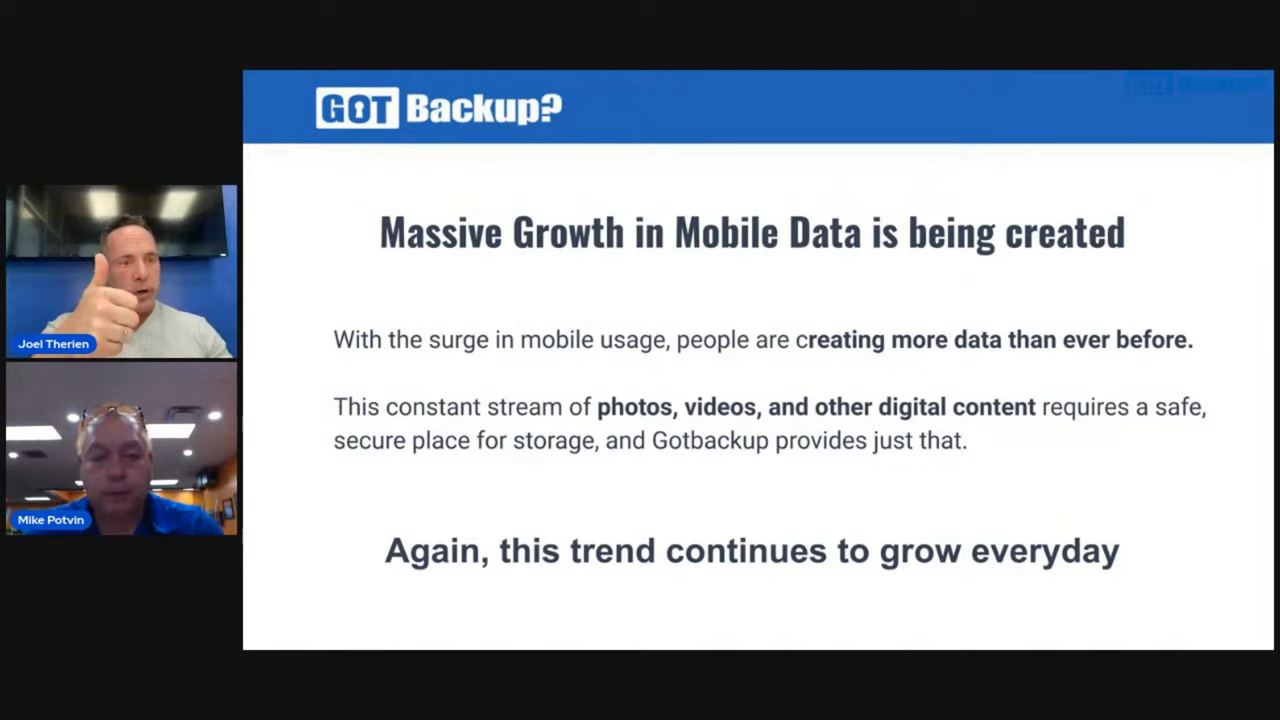 GOT Backup?
GOT Backup?
Massive Growth in Mobile Data is being created
With the surge in mobile usage, people are creating more data than ever before.
This constant stream of photos, videos, and other digital content requires a safe,
secure place for storage, and Gotbackup provides just that.
Again, this trend continues to grow everyday
Joel Therien
Mike Potvin